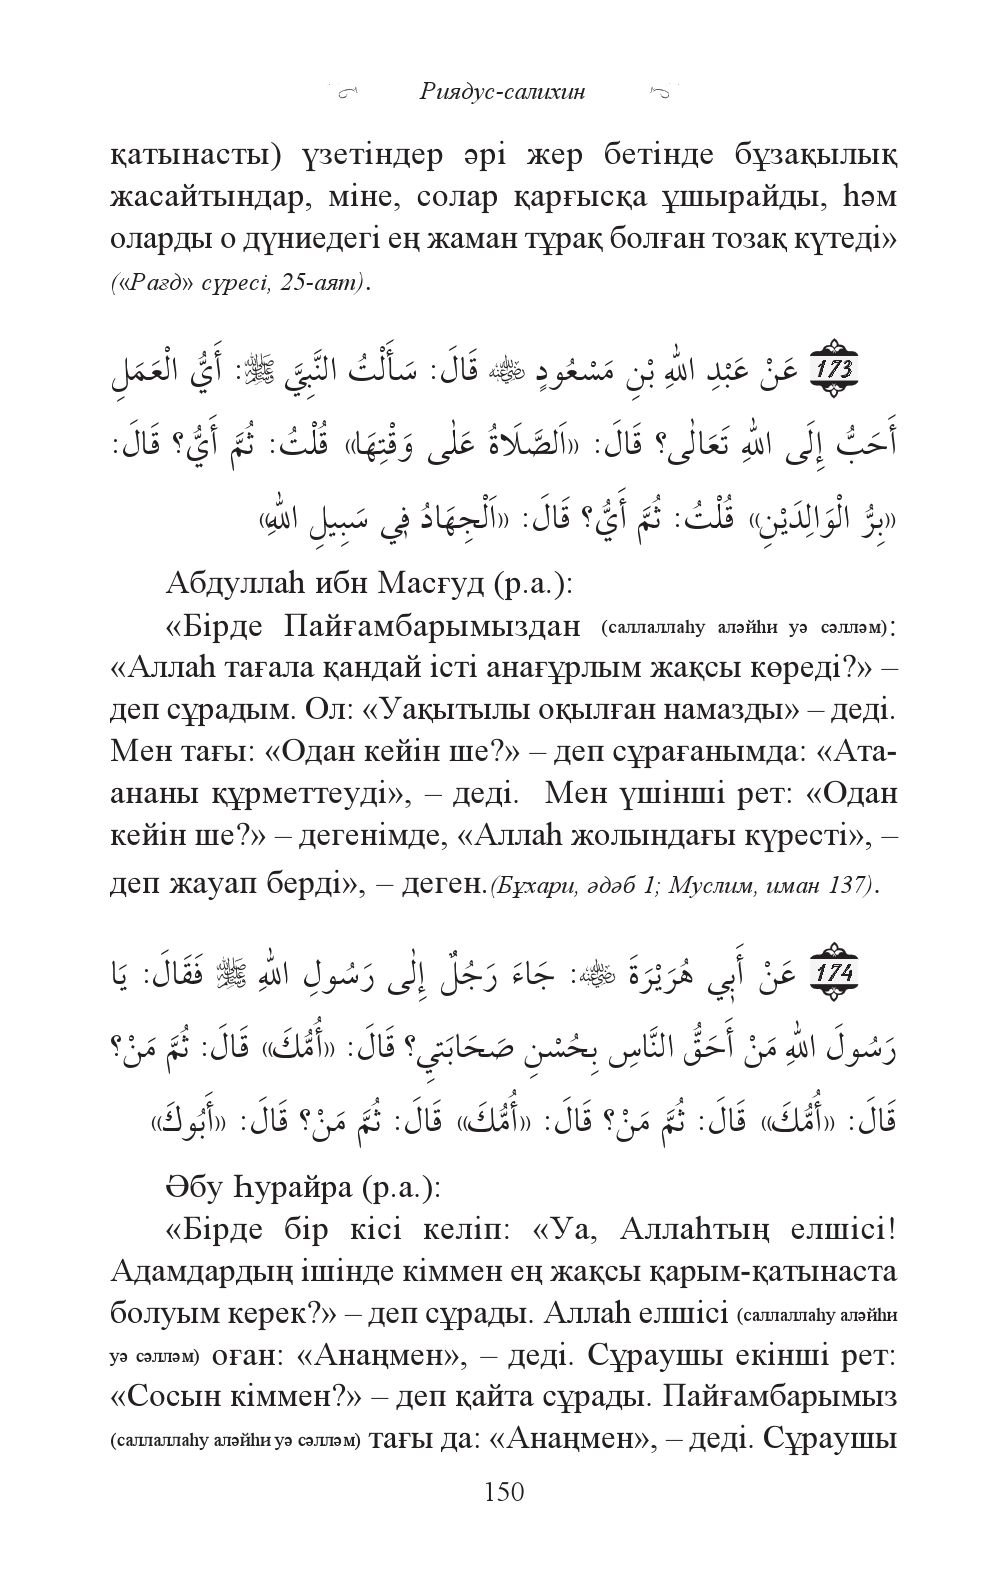 Риядус-салихин
қатынасты) үзетіндер әрі жер бетінде бұзақылық
жасайтындар, міне, солар қарғысқа ұшырайды, һәм
оларды о дүниедегі ең жаман тұрақ болған тозақ күтеді»
(«Рағд» сүресі, 25-аят).
173 عَنْ عَبْدِ اللهِ بْنِ مَسْعُودٍ ؓ قَالَ: سَأَلْتُ النَّبِيَّ ﷺ: أَيُّ الْعَمَلِ
أَحَبُّ إِلَى اللهِ تَعَالٰى؟ قَالَ: «اَلصَّلَاةُ عَلٰى وَقْتِهَا» قُلْتُ: ثُمَّ أَيُّ؟ قَالَ:
«بِرُّ الْوَالِدَيْنِ» قُلْتُ: ثُمَّ أَيُّ؟ قَالَ: «اَلْجِهَادُ فِي سَبِيلِ اللهِ»
Абдуллаһ ибн Масғуд (р.а.):
«Бірде Пайғамбарымыздан (саллаллаһу аләйһи уә сәлләм):
«Аллаһ тағала қандай істі анағұрлым жақсы көреді?» –
деп сұрадым. Ол: «Уақытылы оқылған намазды» – деді.
Мен тағы: «Одан кейін ше?» – деп сұрағанымда: «Ата-
ананы құрметтеуді», – деді. Мен үшінші рет: «Одан
кейін ше?» – дегенімде, «Аллаһ жолындағы күресті», –
деп жауап берді», – деген.(Бұхари, әдәб 1; Муслим, иман 137).
174 عَنْ أَبِي هُرَيْرَةَ ؓ: جَاءَ رَجُلٌ إِلٰى رَسُولِ اللهِ ﷺ فَقَالَ: يَا
رَسُولَ اللهِ مَنْ أَحَقُّ النَّاسِ بِحُسْنِ صَحَابَتِي؟ قَالَ: «أُمُّكَ» قَالَ: ثُمَّ مَنْ؟
قَالَ: «أُمُّكَ» قَالَ: ثُمَّ مَنْ؟ قَالَ: «أُمُّكَ» قَالَ: ثُمَّ مَنْ؟ قَالَ: «أَبُوكَ»
Әбу Һурайра (р.а.):
«Бірде бір кісі келіп: «Уа, Аллаһтың елшісі!
Адамдардың ішінде кіммен ең жақсы қарым-қатынаста
болуым керек?» – деп сұрады. Аллаһ елшісі (саллаллаһу аләйһи
уә сәлләм) оған: «Анаңмен», – деді. Сұраушы екінші рет:
«Сосын кіммен?» – деп қайта сұрады. Пайғамбарымыз
(саллаллаһу аләйһи уә сәлләм) тағы да: «Анаңмен», – деді. Сұраушы
150